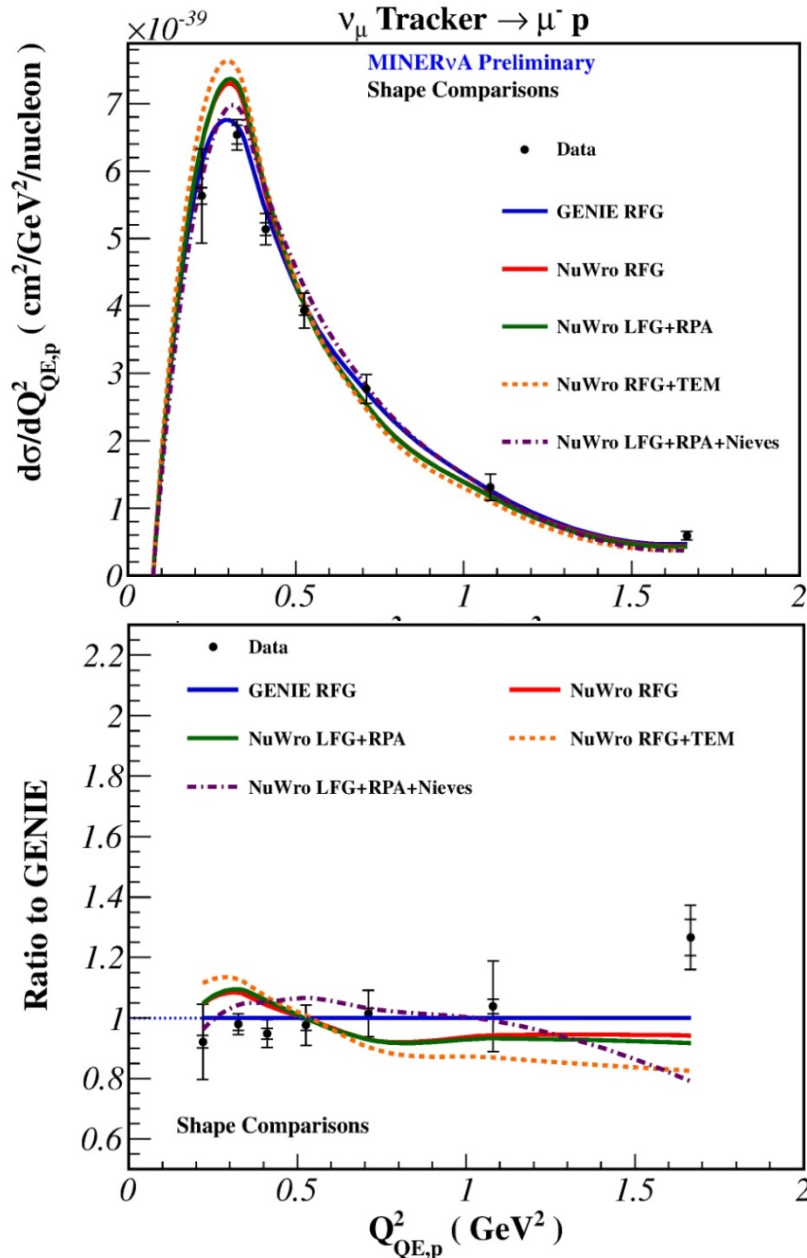 ν_μ Tracker → μ⁻ p
×10⁻³⁹
MINERνA Preliminary
Shape Comparisons
Data
GENIE RFG
NuWro RFG
NuWro LFG+RPA
NuWro RFG+TEM
NuWro LFG+RPA+Nieves
dσ/dQ²_QE,p ( cm²/GeV²/nucleon )
7
6
5
4
3
2
1
0
0 0.5 1 1.5 2
Data
GENIE RFG NuWro RFG
NuWro LFG+RPA NuWro RFG+TEM
NuWro LFG+RPA+Nieves
Ratio to GENIE
2.2
2
1.8
1.6
1.4
1.2
1
0.8
0.6
Shape Comparisons
0 0.5 1 1.5 2
Q²_QE,p ( GeV² )